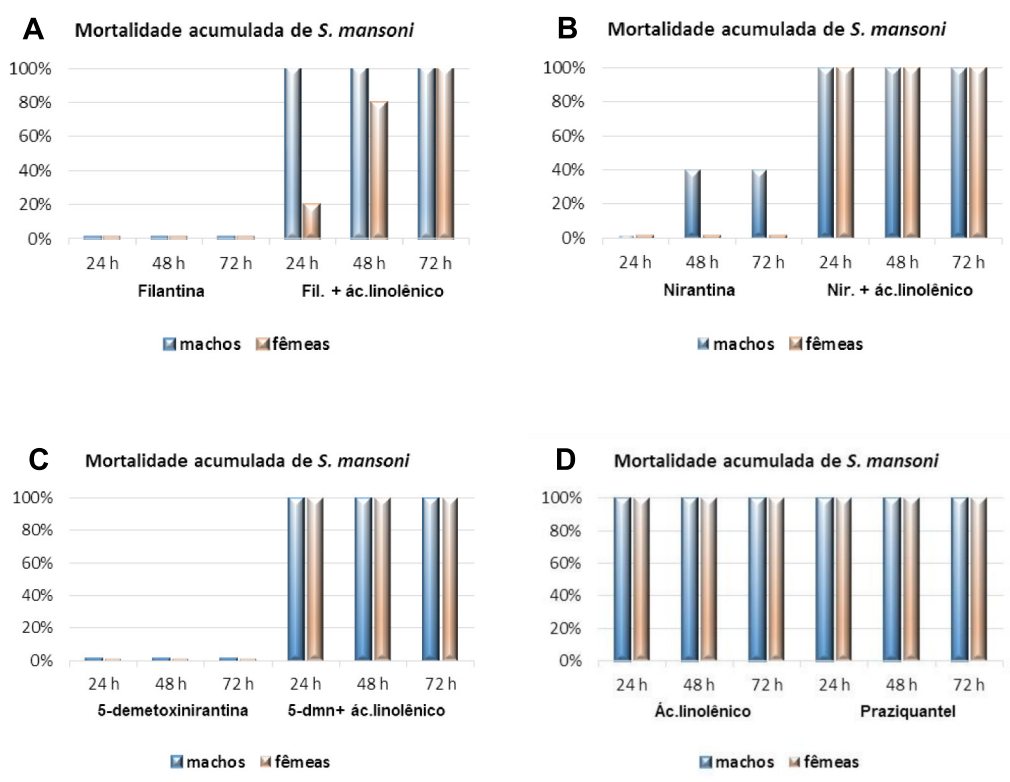 A
Mortalidade acumulada de S. mansoni
100%
80%
60%
40%
20%
0%
24 h 48 h 72 h 24 h 48 h 72 h
Filantina Fil. + ác.linolênico
machos fêmeas
B
Mortalidade acumulada de S. mansoni
100%
80%
60%
40%
20%
0%
24 h 48 h 72 h 24 h 48 h 72 h
Nirantina Nir. + ác.linolênico
machos fêmeas
C
Mortalidade acumulada de S. mansoni
100%
80%
60%
40%
20%
0%
24 h 48 h 72 h 24 h 48 h 72 h
5-demetoxinirantina 5-dmn+ ác.linolênico
machos fêmeas
D
Mortalidade acumulada de S. mansoni
100%
80%
60%
40%
20%
0%
24 h 48 h 72 h 24 h 48 h 72 h
Ác.linolênico Praziquantel
machos fêmeas